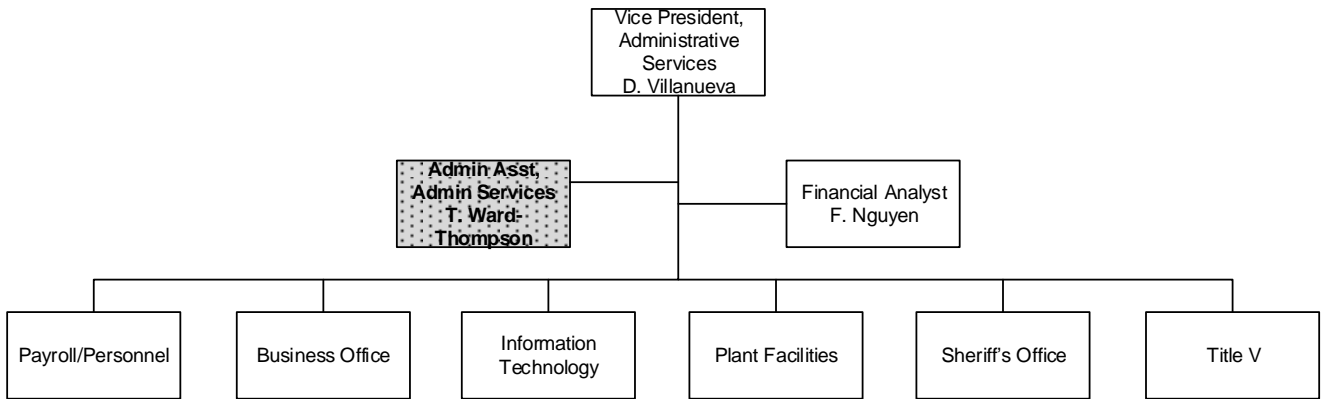 Vice President,
Administrative
Services
D. Villanueva
Admin Asst,
Admin Services
T. Ward-
Thompson
Financial Analyst
F. Nguyen
Payroll/Personnel
Business Office
Information
Technology
Plant Facilities
Sheriff's Office
Title V